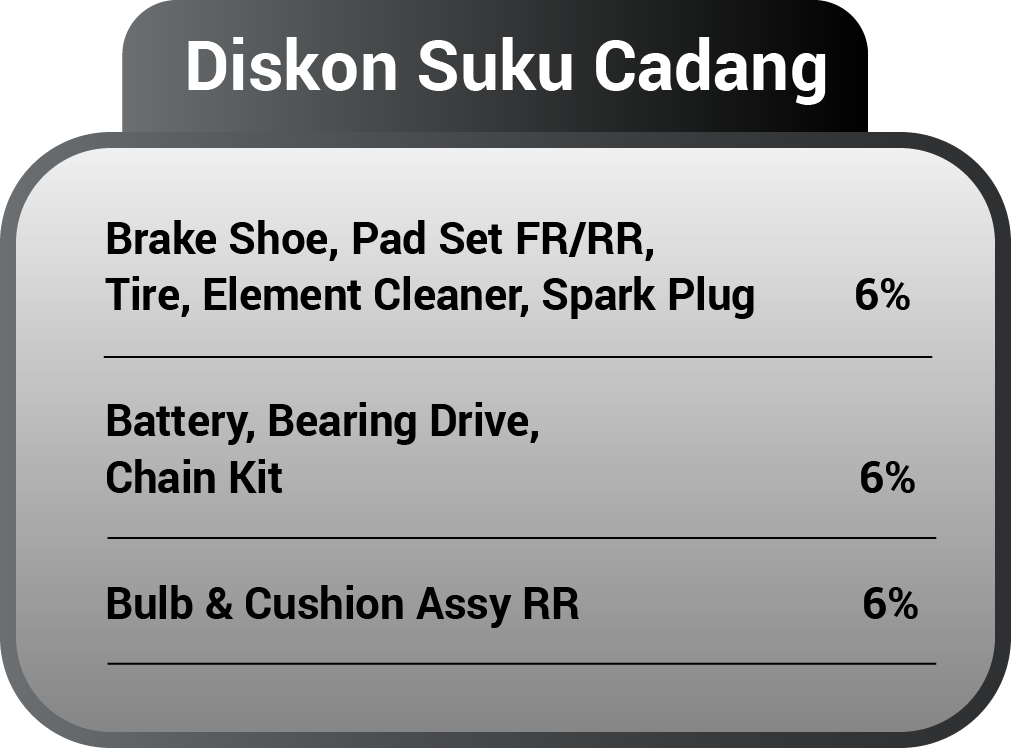 Diskon Suku Cadang
Brake Shoe, Pad Set FR/RR,
Tire, Element Cleaner, Spark Plug 6%
Battery, Bearing Drive,
Chain Kit 6%
Bulb & Cushion Assy RR 6%